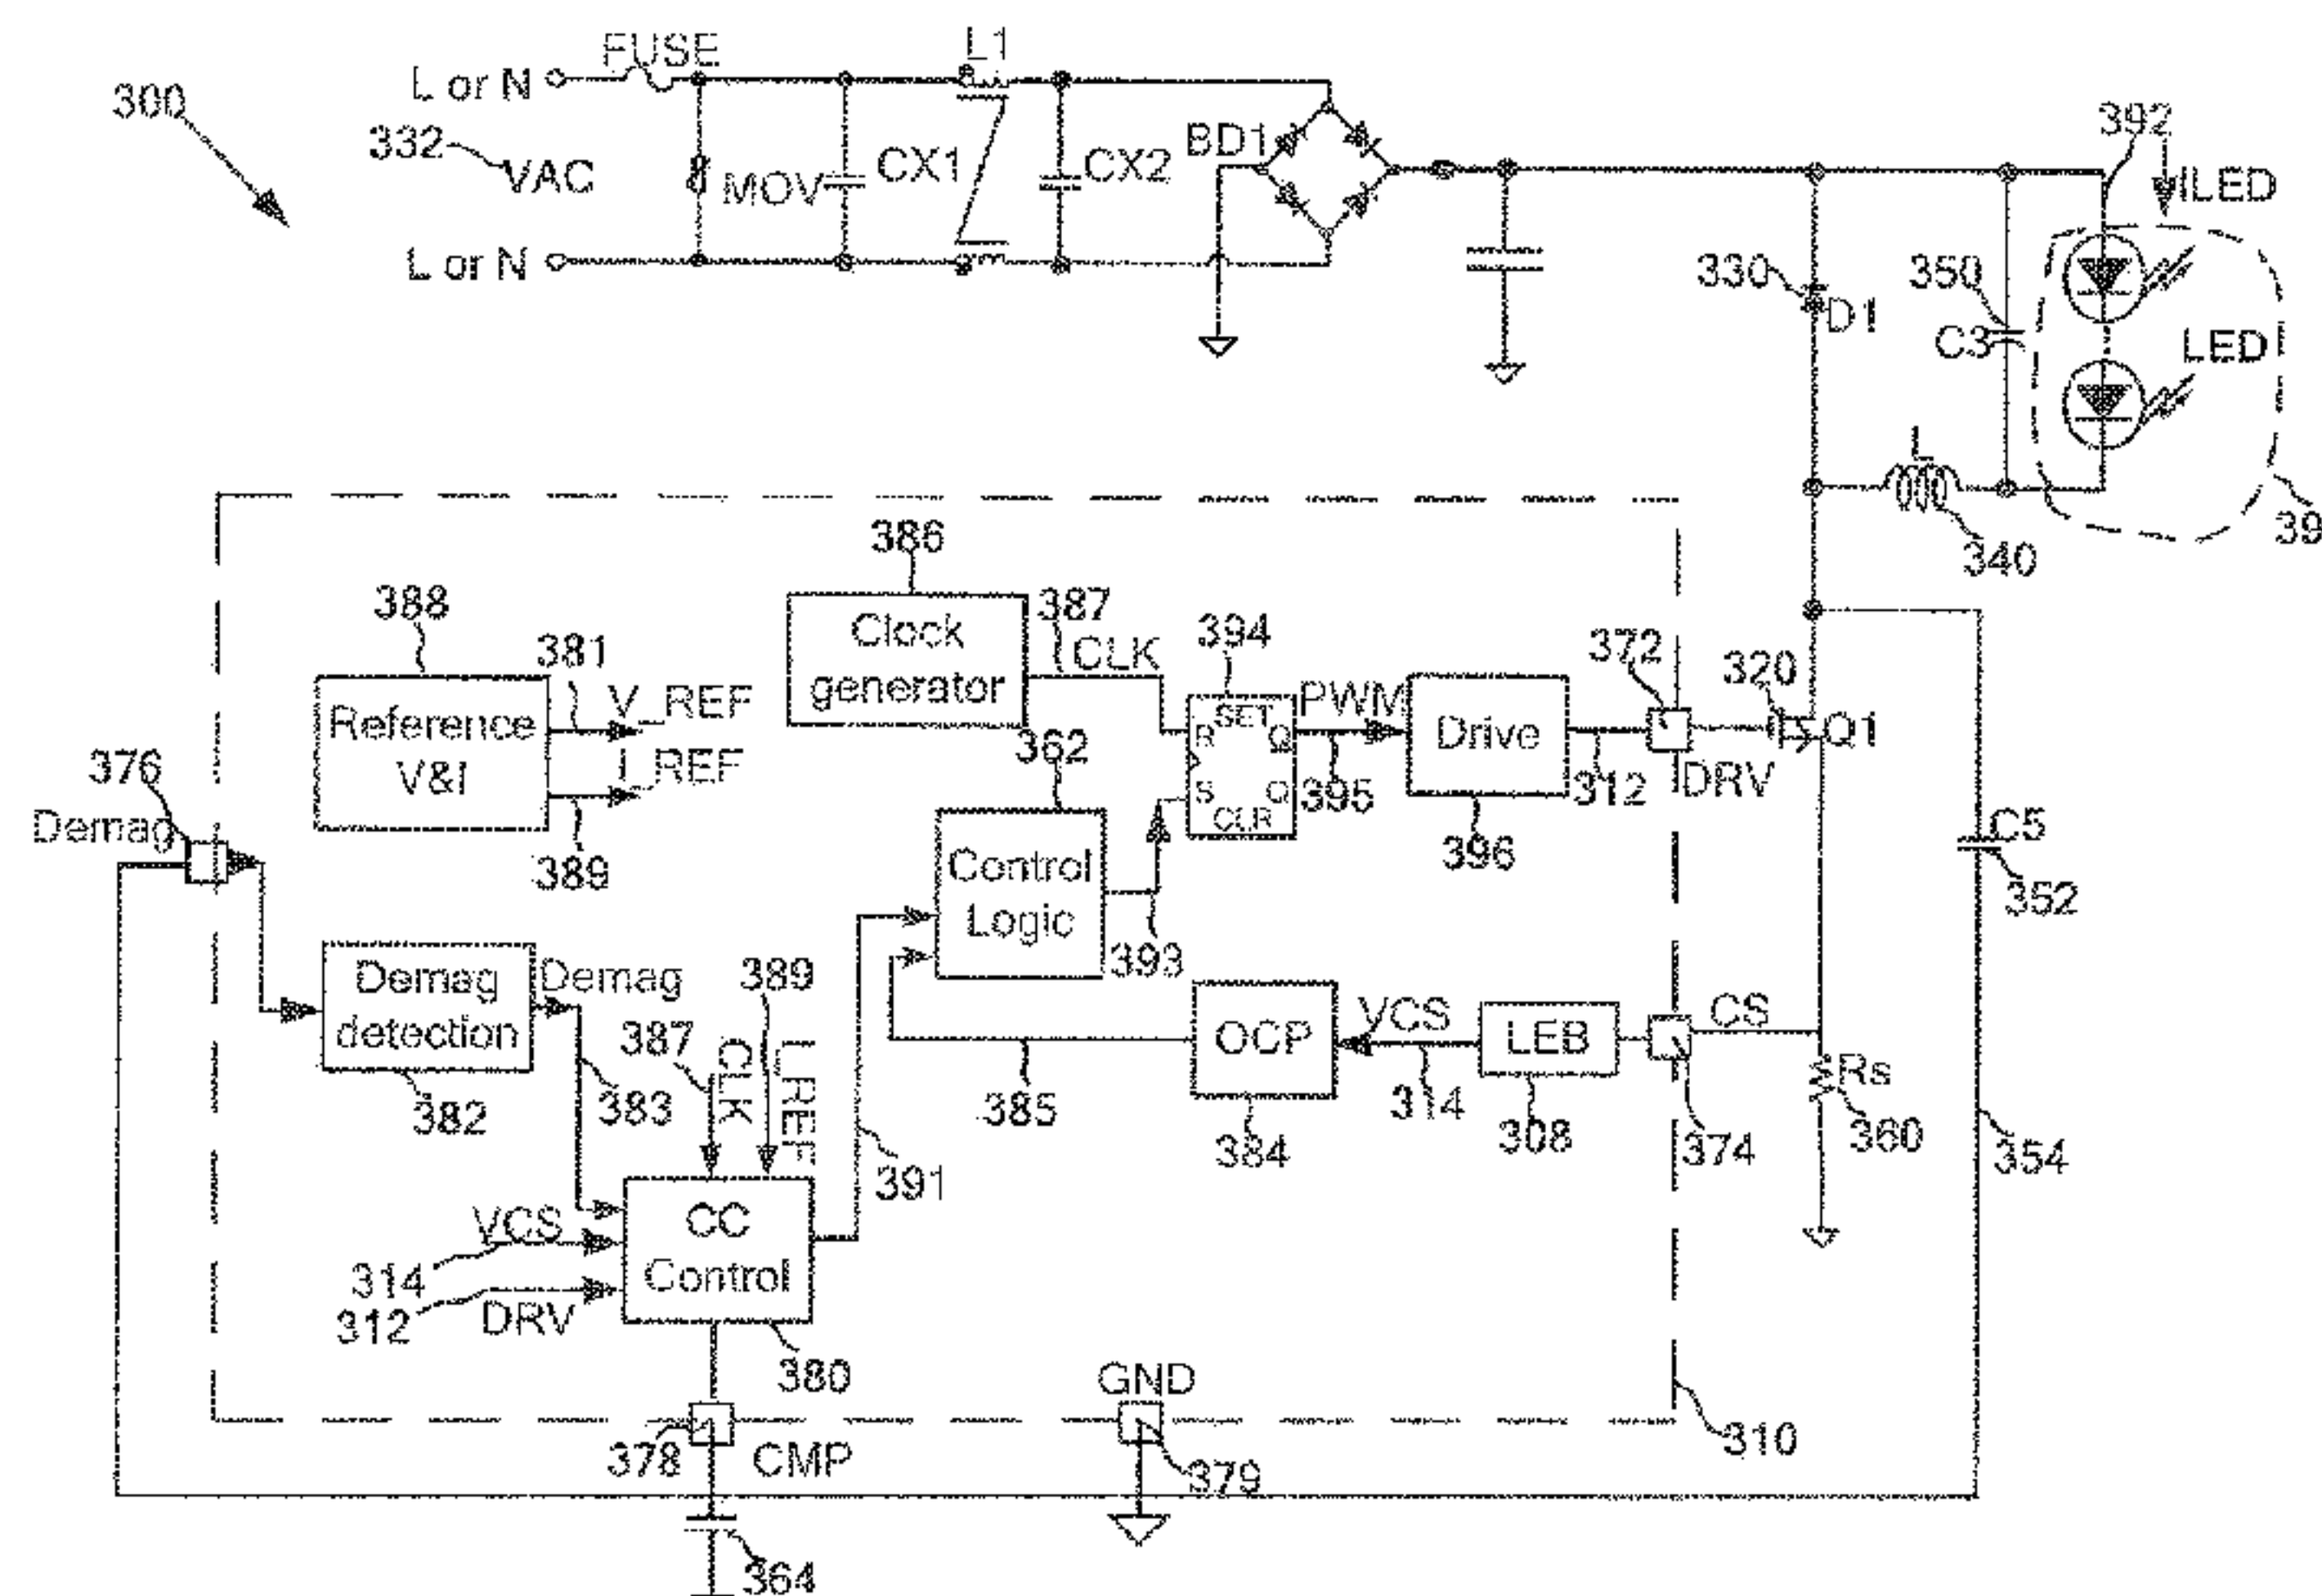 300
FUSE
L1
L or N
332
VAC
MOV
CX1
CX2
BD1
L or N
392
ILED
330
D1
350
C3
LED
L
340
39
386
Clock
generator
387
CLK
388
Reference
V&I
381
V_REF
I_REF
389
362
Control
Logic
393
394
SET
R
Q
S
Q
CLR
PWM
395
Drive
396
312
372
DRV
320
Q1
C5
352
376
Demag
Demag
detection
382
Demag
383
387
CLK
389
I_REF
VCS
314
312
DRV
CC
Control
380
391
385
OCP
384
VCS
314
LEB
308
CS
374
Rs
360
354
378
CMP
GND
379
310
364